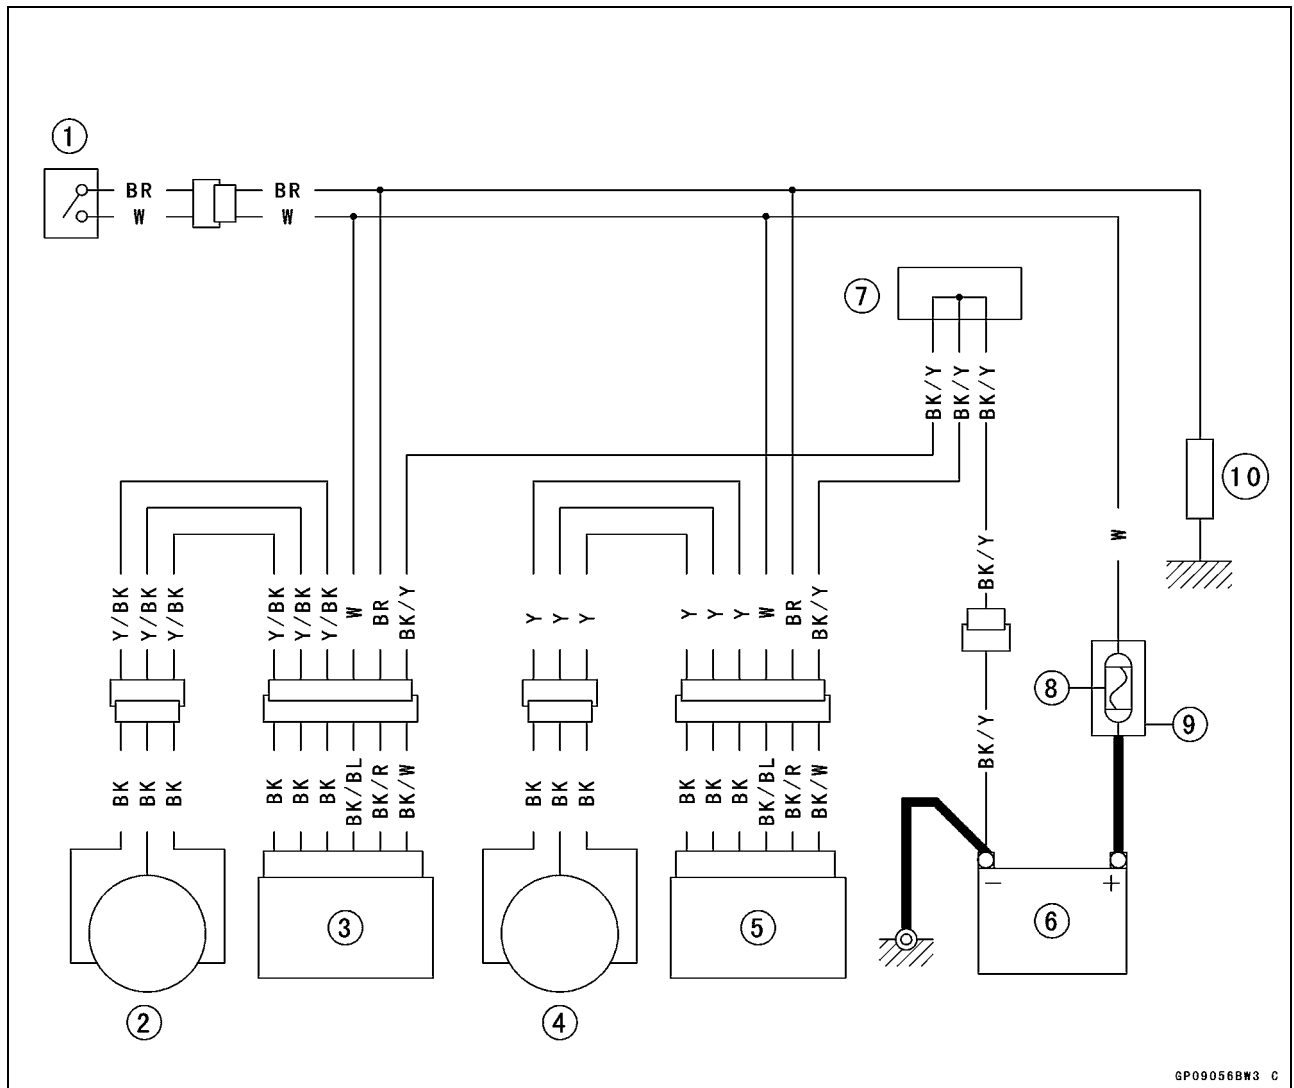 1
BR BR
W W
7
BK/Y BK/Y BK/Y
10
Y/BK Y/BK Y/BK
Y/BK Y/BK Y/BK W BR BK/Y
Y Y Y
Y Y Y W BR BK/Y
BK/Y
W
8
9
BK BK BK
BK BK BK BK/BL BK/R BK/W
BK BK BK
BK BK BK BK/BL BK/R BK/W
BK/Y
3
5
− +
6
2
4
GP09056BW3 C